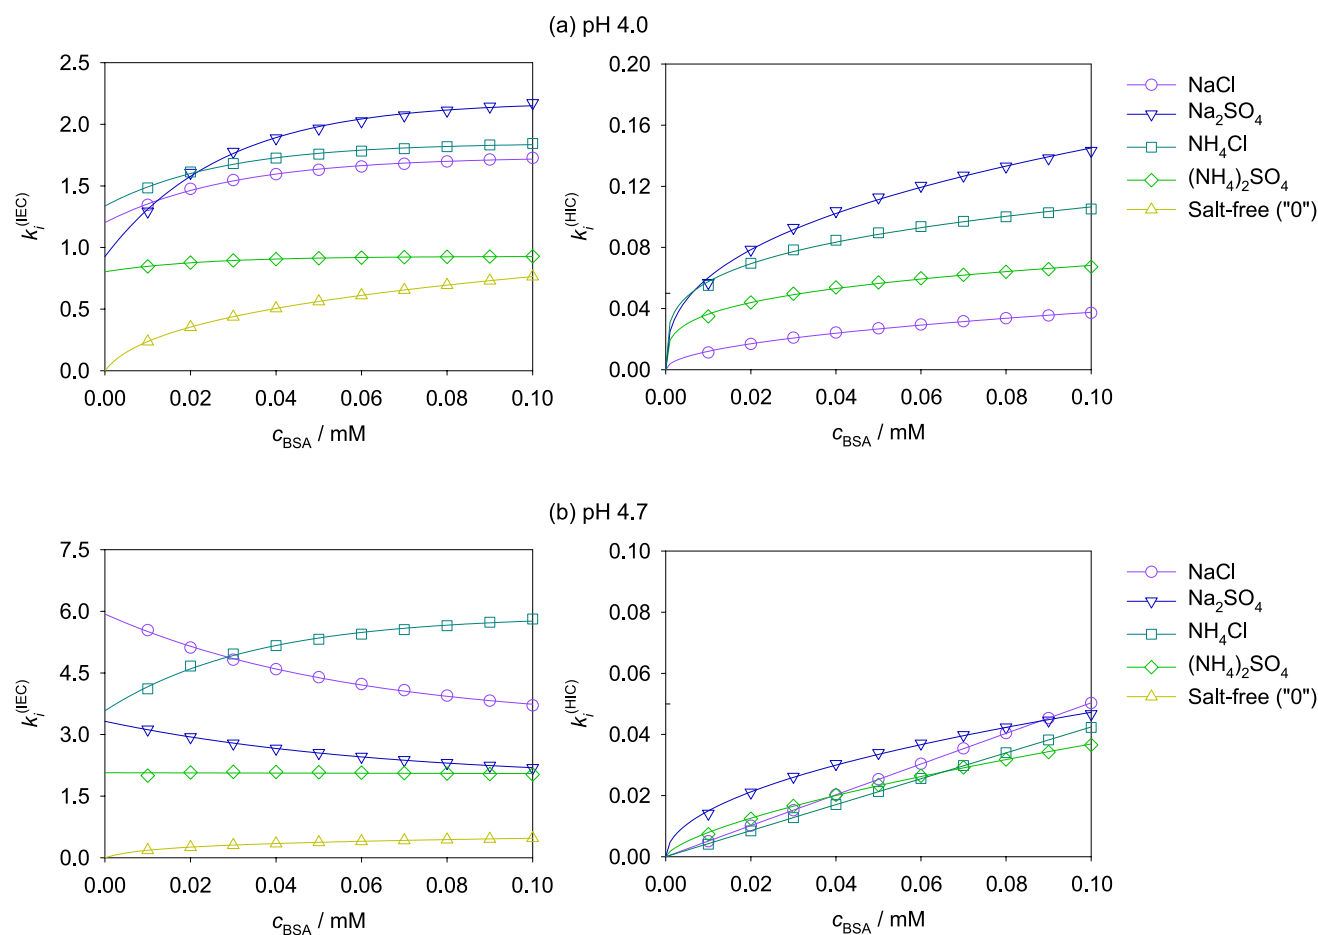 (a) pH 4.0
k_i^(IEC)
2.5
2.0
1.5
1.0
0.5
0.0
0.00 0.02 0.04 0.06 0.08 0.10
c_BSA / mM
k_i^(HIC)
0.20
0.16
0.12
0.08
0.04
0.00
0.00 0.02 0.04 0.06 0.08 0.10
c_BSA / mM
NaCl
Na₂SO₄
NH₄Cl
(NH₄)₂SO₄
Salt-free ("0")
(b) pH 4.7
k_i^(IEC)
7.5
6.0
4.5
3.0
1.5
0.0
0.00 0.02 0.04 0.06 0.08 0.10
c_BSA / mM
k_i^(HIC)
0.10
0.08
0.06
0.04
0.02
0.00
0.00 0.02 0.04 0.06 0.08 0.10
c_BSA / mM
NaCl
Na₂SO₄
NH₄Cl
(NH₄)₂SO₄
Salt-free ("0")